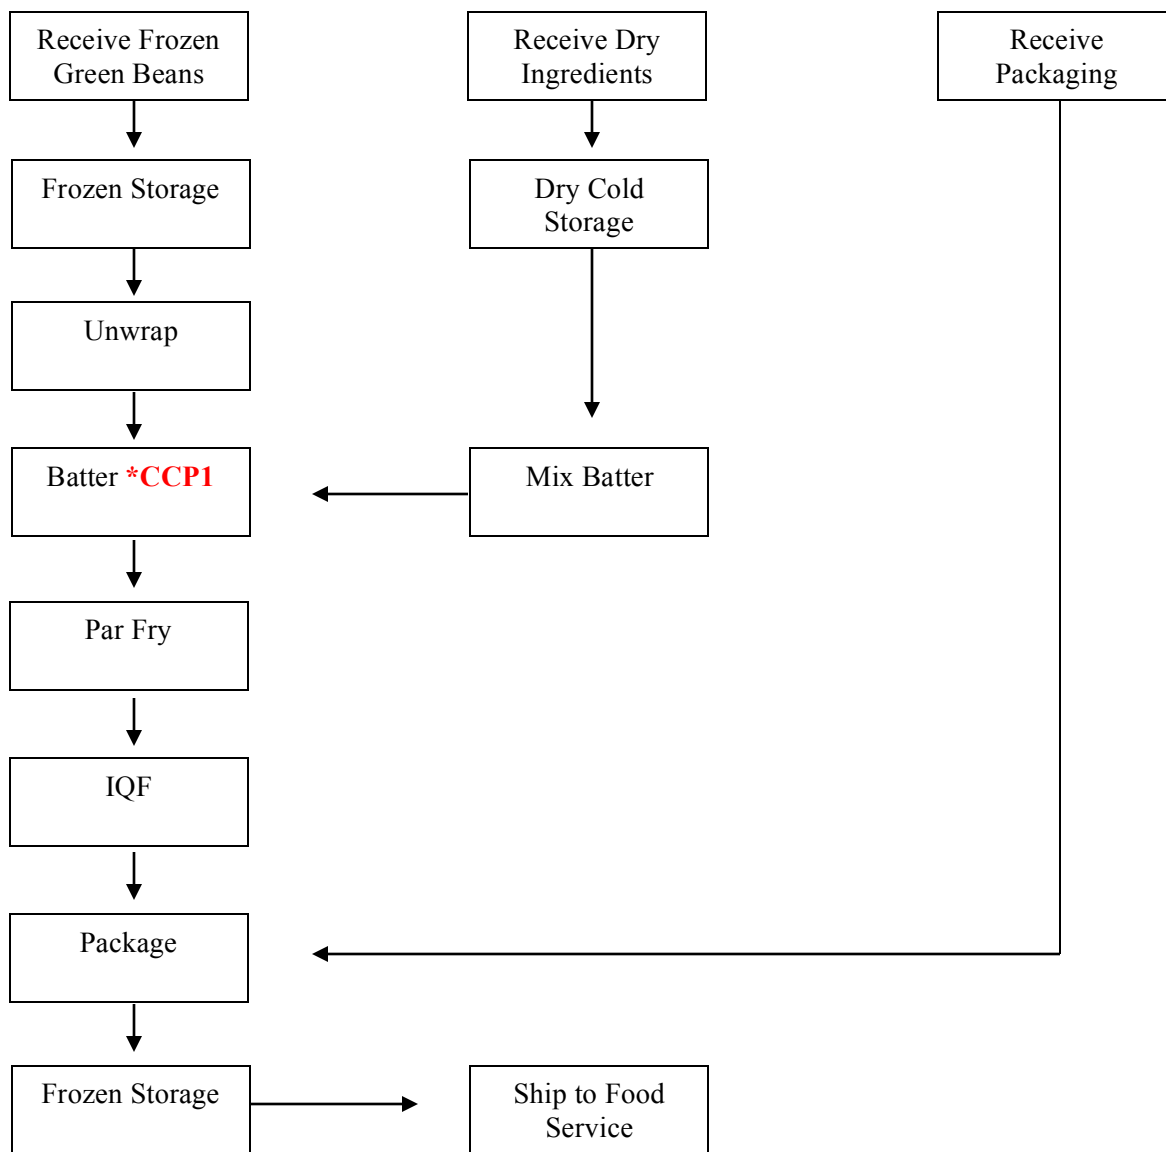 Receive Frozen
Green Beans
Receive Dry
Ingredients
Receive
Packaging
Frozen Storage
Dry Cold
Storage
Unwrap
Batter *CCP1
Mix Batter
Par Fry
IQF
Package
Frozen Storage
Ship to Food
Service